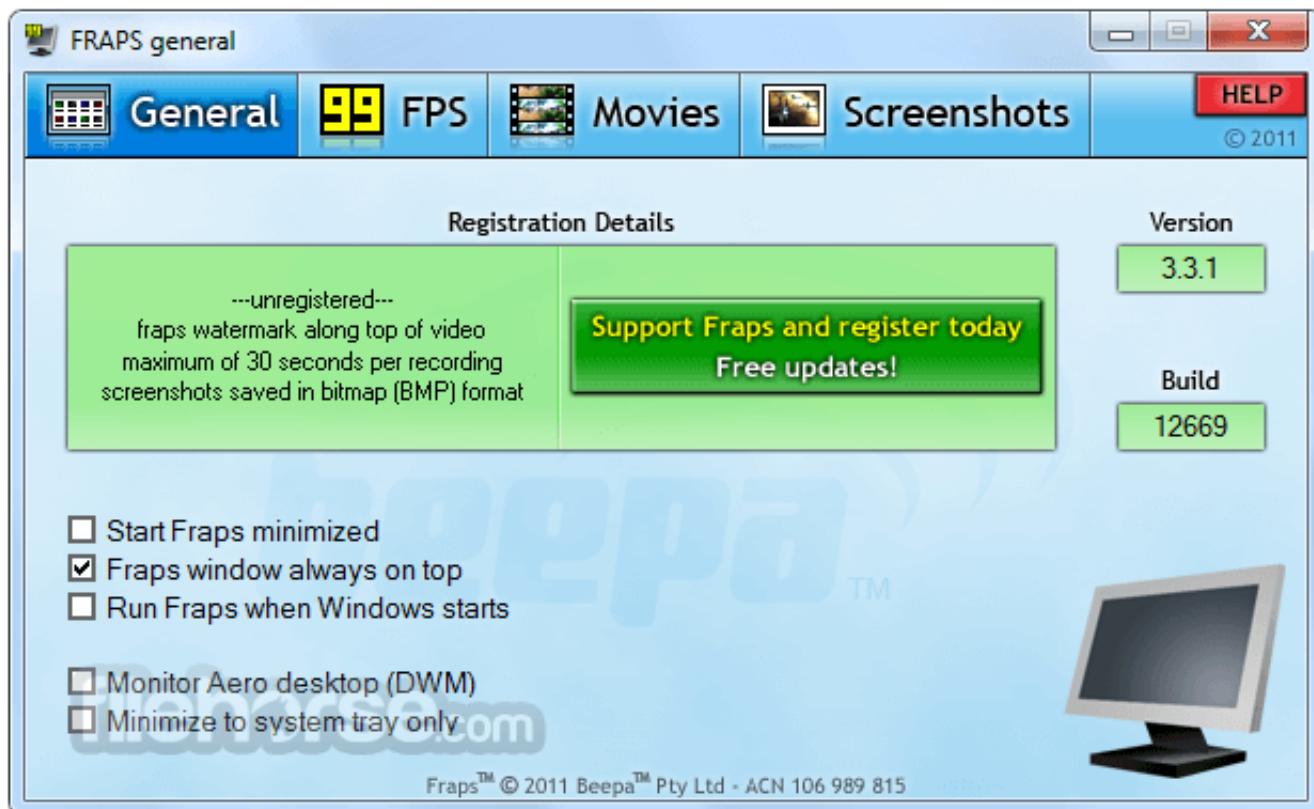 FRAPS general
General
99 FPS
Movies
Screenshots
HELP
© 2011
Registration Details
Version
3.3.1
---unregistered---
fraps watermark along top of video
maximum of 30 seconds per recording
screenshots saved in bitmap (BMP) format
Support Fraps and register today
Free updates!
Build
12669
beepa™
Start Fraps minimized
Fraps window always on top
Run Fraps when Windows starts
Monitor Aero desktop (DWM)
Minimize to system tray only
filehorse.com
Fraps™ © 2011 Beepa™ Pty Ltd - ACN 106 989 815